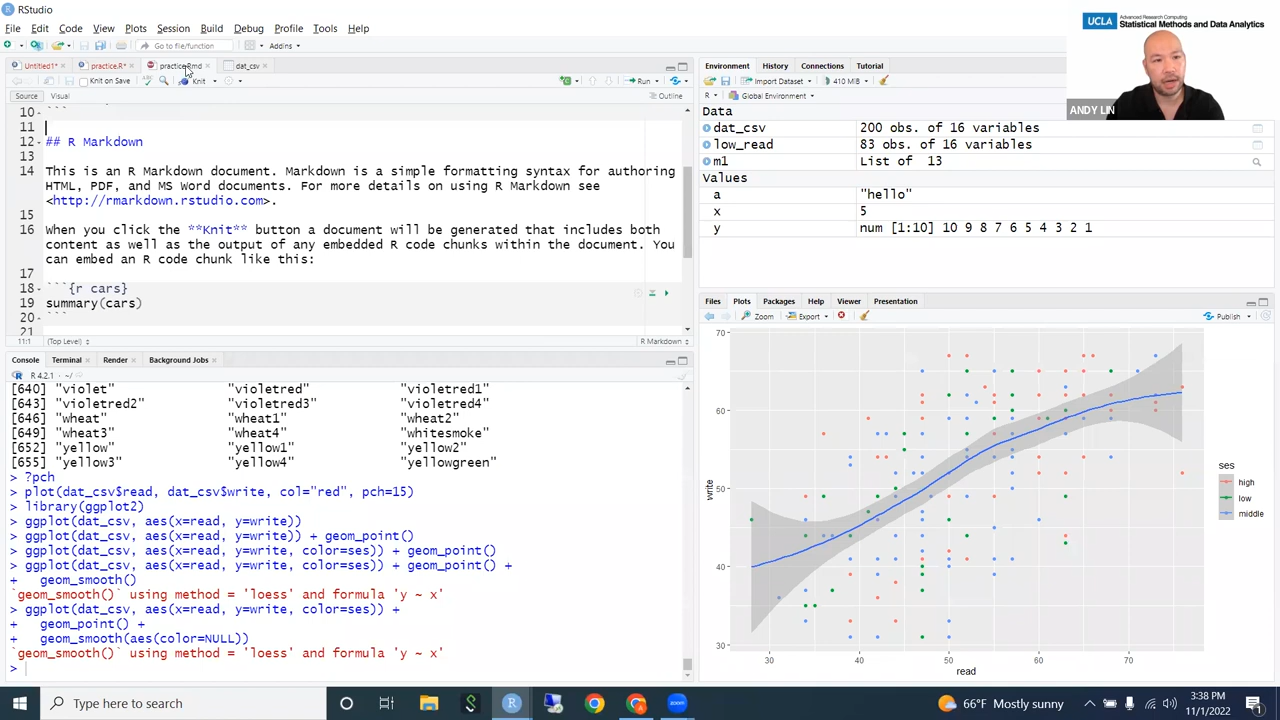 RStudio
File Edit Code View Plots Session Build Debug Profile Tools Help
Go to file/function Addins
Untitled1* practice.R* practice.Rmd dat_csv
Knit on Save Knit Run
Source Visual Outline
10 ```
11
12 ## R Markdown
13
14 This is an R Markdown document. Markdown is a simple formatting syntax for authoring
HTML, PDF, and MS Word documents. For more details on using R Markdown see
<http://rmarkdown.rstudio.com>.
15
16 When you click the **Knit** button a document will be generated that includes both
content as well as the output of any embedded R code chunks within the document. You
can embed an R code chunk like this:
17
18 ```{r cars}
19 summary(cars)
20 ```
21
11:1 (Top Level) R Markdown
Console Terminal Render Background Jobs
R 4.2.1 · ~/
[640] "violet" "violetred" "violetred1"
[643] "violetred2" "violetred3" "violetred4"
[646] "wheat" "wheat1" "wheat2"
[649] "wheat3" "wheat4" "whitesmoke"
[652] "yellow" "yellow1" "yellow2"
[655] "yellow3" "yellow4" "yellowgreen"
> ?pch
> plot(dat_csv$read, dat_csv$write, col="red", pch=15)
> library(ggplot2)
> ggplot(dat_csv, aes(x=read, y=write))
> ggplot(dat_csv, aes(x=read, y=write)) + geom_point()
> ggplot(dat_csv, aes(x=read, y=write, color=ses)) + geom_point()
> ggplot(dat_csv, aes(x=read, y=write, color=ses)) + geom_point() +
+ geom_smooth()
`geom_smooth()` using method = 'loess' and formula 'y ~ x'
> ggplot(dat_csv, aes(x=read, y=write, color=ses)) +
+ geom_point() +
+ geom_smooth(aes(color=NULL))
`geom_smooth()` using method = 'loess' and formula 'y ~ x'
>
Environment History Connections Tutorial
Import Dataset 410 MiB
R Global Environment
Data
dat_csv 200 obs. of 16 variables
low_read 83 obs. of 16 variables
m1 List of 13
Values
a "hello"
x 5
y num [1:10] 10 9 8 7 6 5 4 3 2 1
Files Plots Packages Help Viewer Presentation
Zoom Export Publish
70
60
50
40
30
write
30 40 50 60 70
read
ses
high
low
middle
UCLA Advanced Research Computing
Statistical Methods and Data Analytics
ANDY LIN
Type here to search
zoom
66°F Mostly sunny
3:38 PM
11/1/2022
1